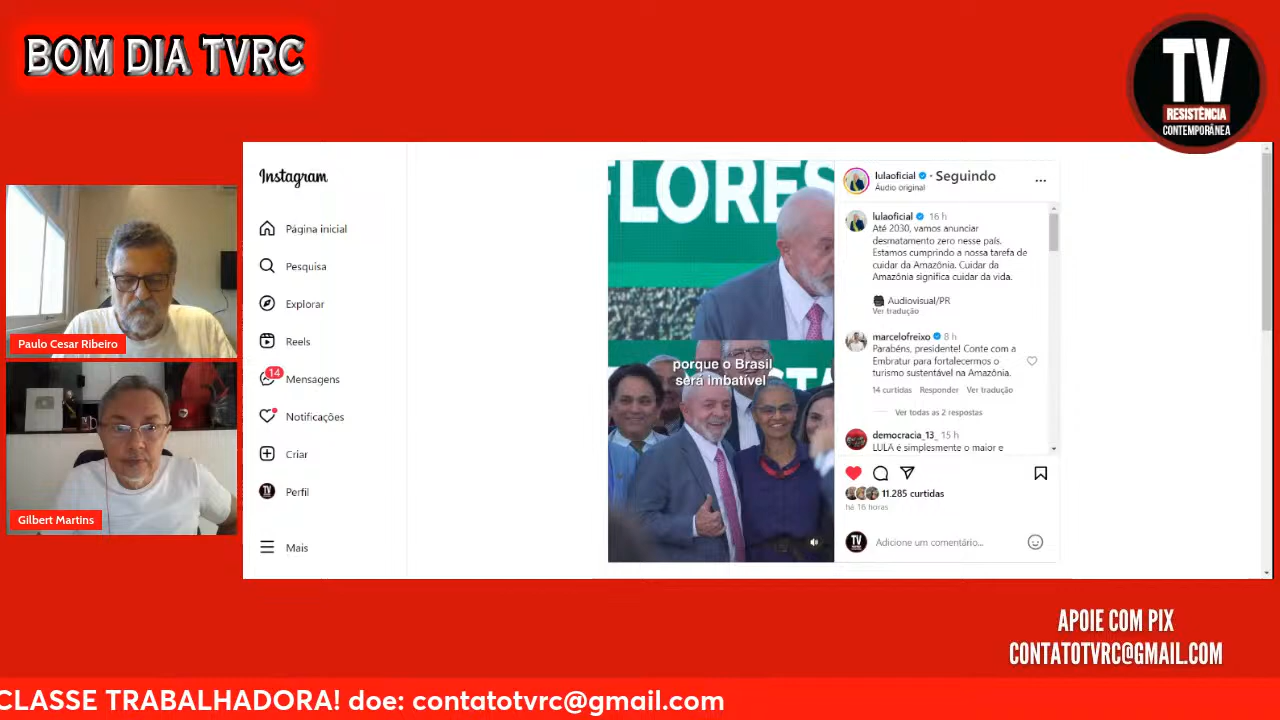 BOM DIA TVRC
TV
RESISTÊNCIA
CONTEMPORÂNEA
Paulo Cesar Ribeiro
Gilbert Martins
Instagram
Página inicial
Pesquisa
Explorar
Reels
14
Mensagens
Notificações
Criar
Perfil
Mais
FLORES
porque o Brasil
será imbatível
lulaoficial · Seguindo
Áudio original
lulaoficial 16 h
Até 2030, vamos anunciar
desmatamento zero nesse país.
Estamos cumprindo a nossa tarefa de
cuidar da Amazônia. Cuidar da
Amazônia significa cuidar da vida.
Audiovisual/PR
Ver tradução
marcelofreixo 8 h
Parabéns, presidente! Conte com a
Embratur para fortalecermos o
turismo sustentável na Amazônia.
14 curtidas Responder Ver tradução
Ver todas as 2 respostas
democracia_13_ 15 h
LULA é simplesmente o maior e
11.285 curtidas
há 16 horas
TV
Adicione um comentário...
APOIE COM PIX
CONTATOTVRC@GMAIL.COM
CLASSE TRABALHADORA! doe: contatotvrc@gmail.com